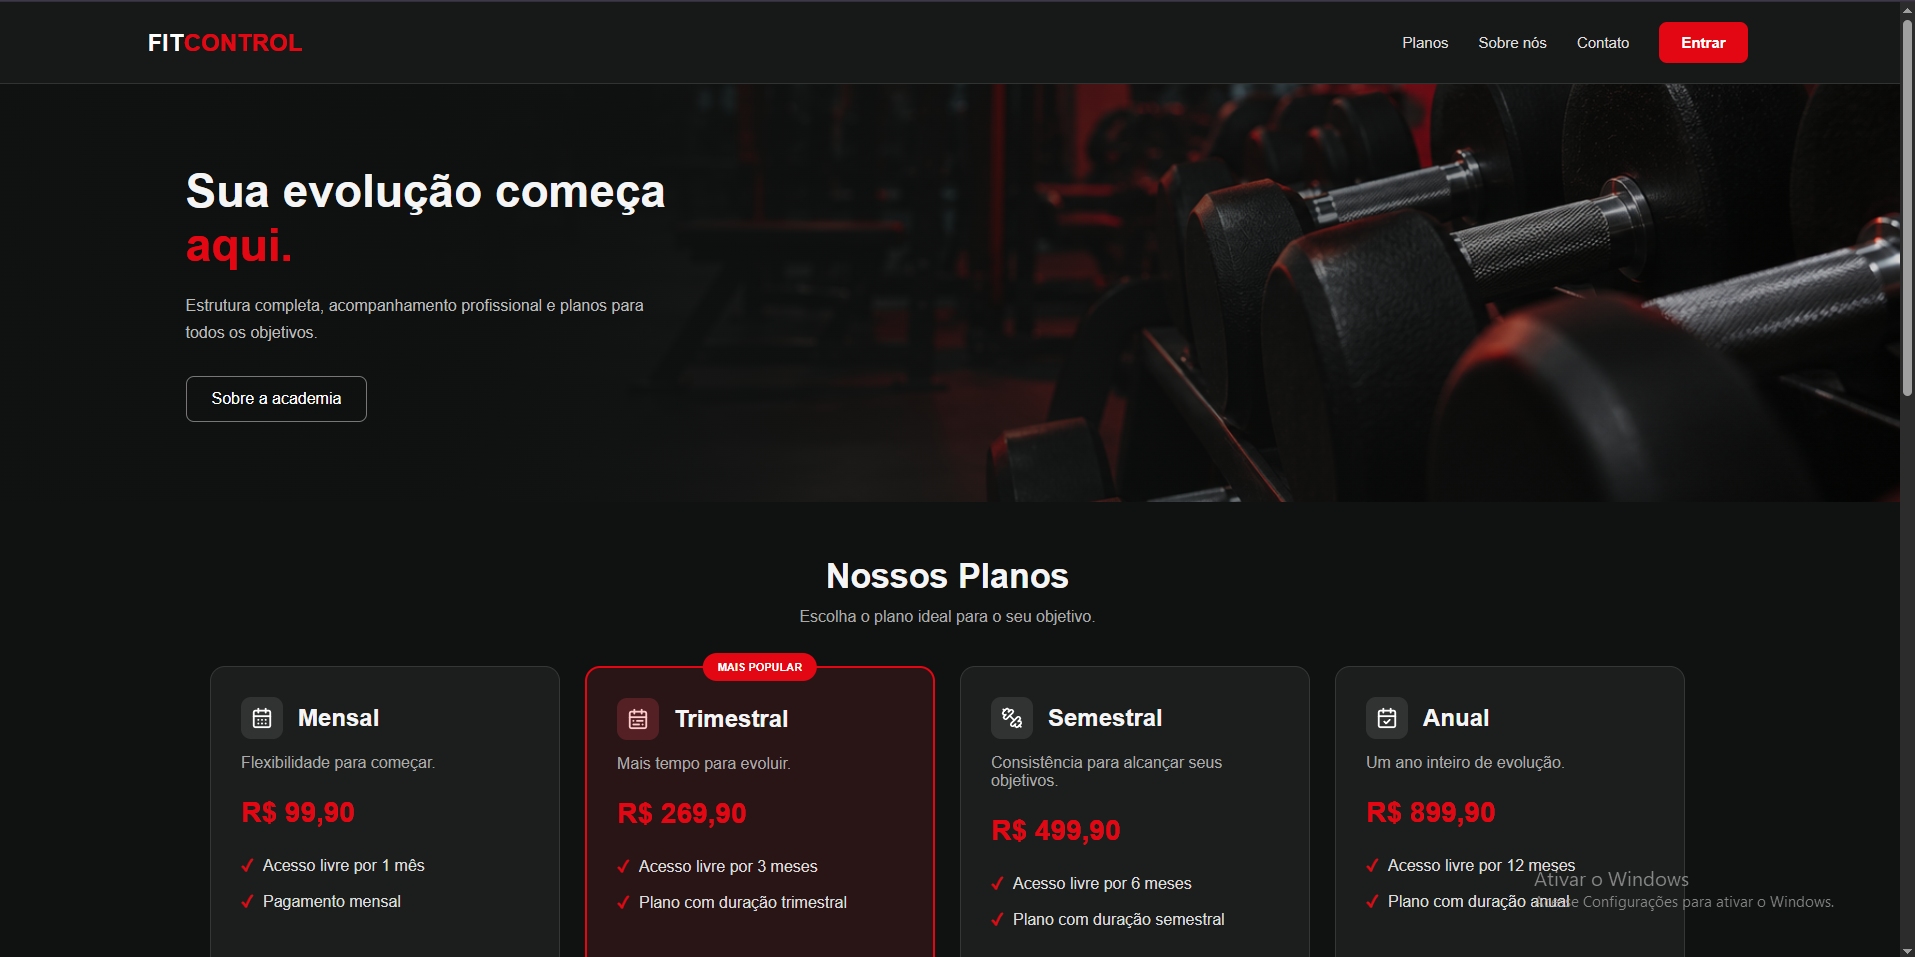 FITCONTROL
Planos
Sobre nós
Contato
Entrar
Sua evolução começa
aqui.
Estrutura completa, acompanhamento profissional e planos para
todos os objetivos.
Sobre a academia
Nossos Planos
Escolha o plano ideal para o seu objetivo.
Mensal
Flexibilidade para começar.
R$ 99,90
Acesso livre por 1 mês
Pagamento mensal
MAIS POPULAR
Trimestral
Mais tempo para evoluir.
R$ 269,90
Acesso livre por 3 meses
Plano com duração trimestral
Semestral
Consistência para alcançar seus
objetivos.
R$ 499,90
Acesso livre por 6 meses
Plano com duração semestral
Anual
Um ano inteiro de evolução.
R$ 899,90
Acesso livre por 12 meses
Plano com duração anual
Ativar o Windows
Acesse Configurações para ativar o Windows.